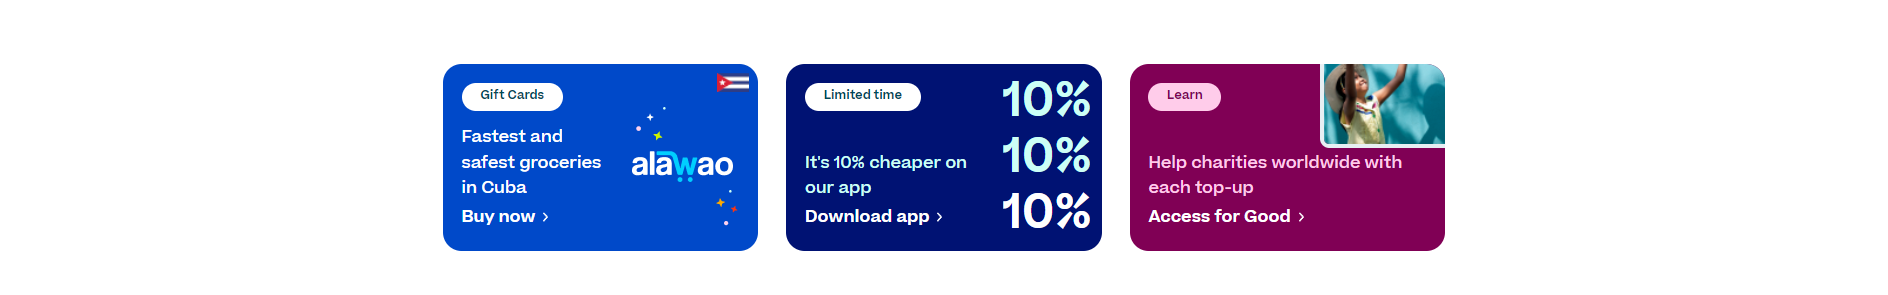 Gift Cards
Fastest and
safest groceries
in Cuba
Buy now
alawao
Limited time
It's 10% cheaper on
our app
Download app
10%
10%
10%
Learn
Help charities worldwide with
each top-up
Access for Good